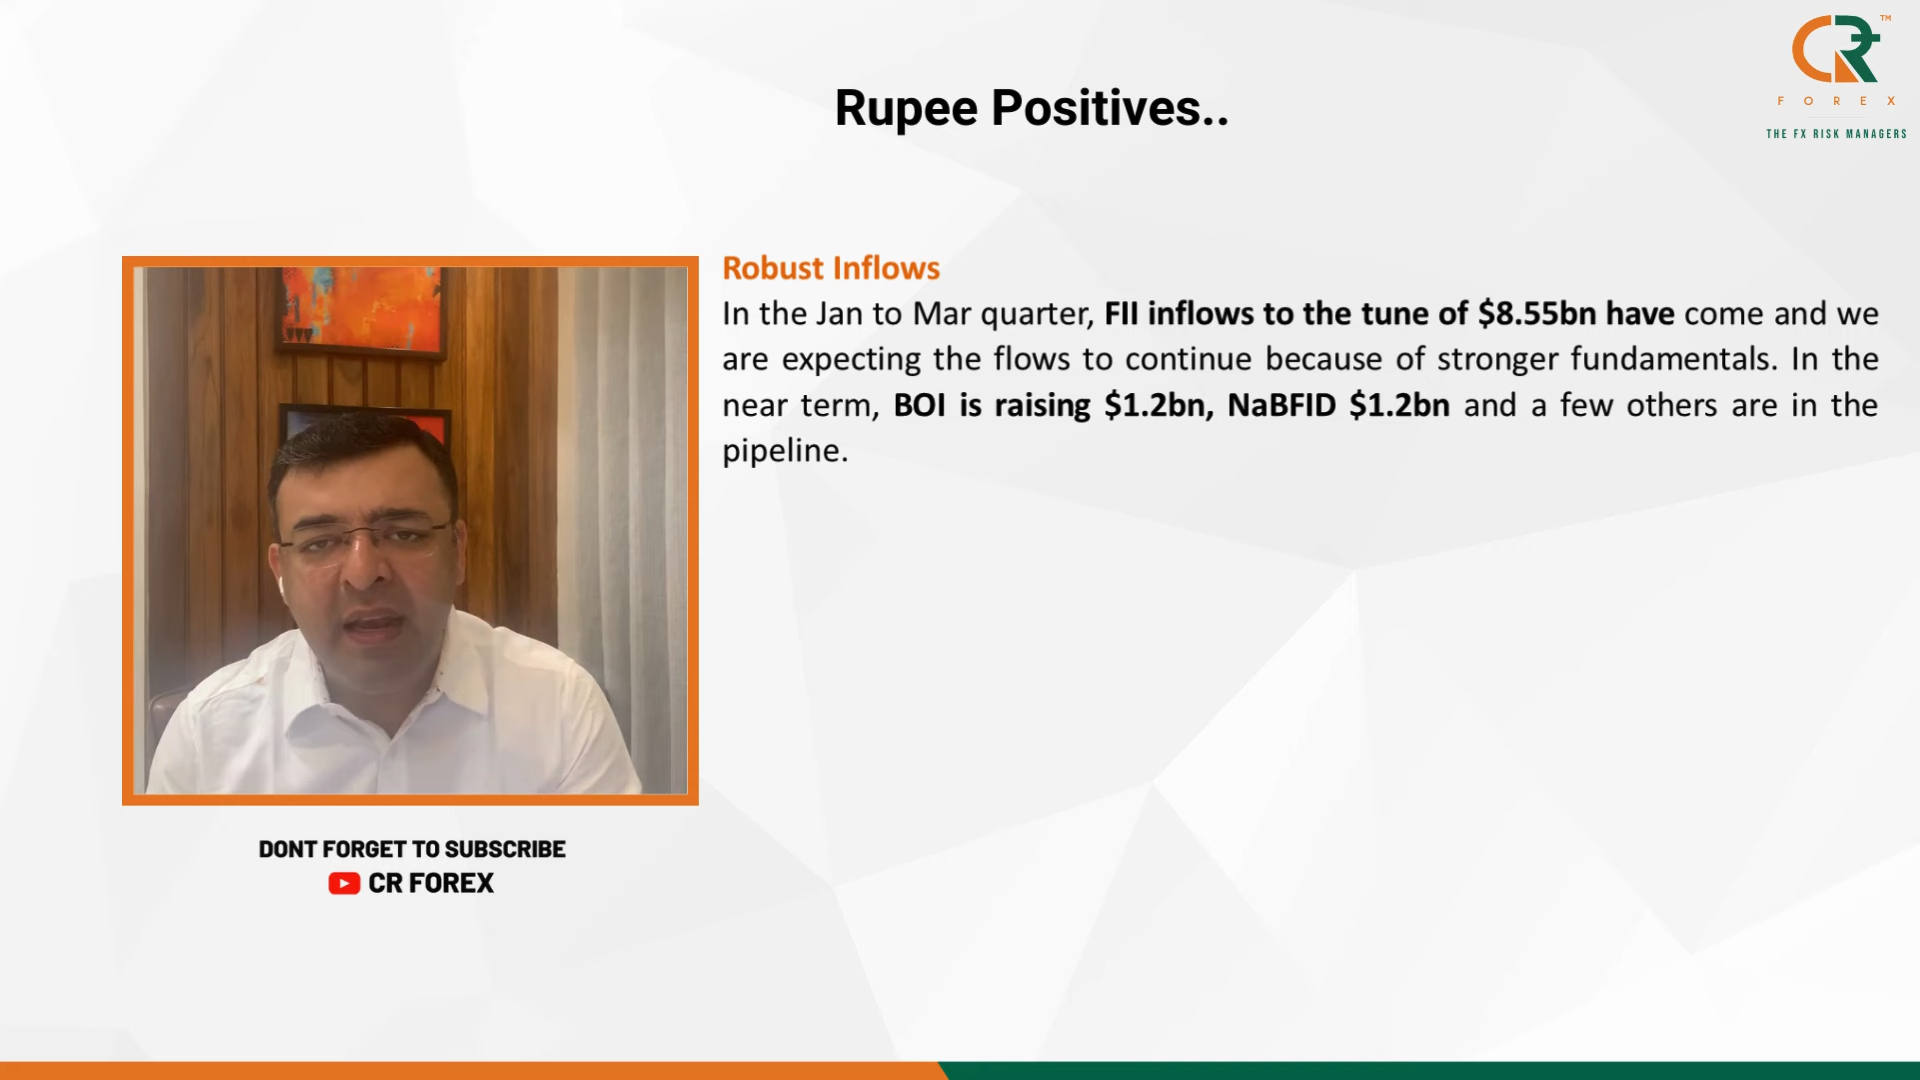 TM
F O R E X
THE FX RISK MANAGERS
Rupee Positives..
Robust Inflows
In the Jan to Mar quarter, FII inflows to the tune of $8.55bn have come and we
are expecting the flows to continue because of stronger fundamentals. In the
near term, BOI is raising $1.2bn, NaBFID $1.2bn and a few others are in the
pipeline.
DONT FORGET TO SUBSCRIBE
CR FOREX